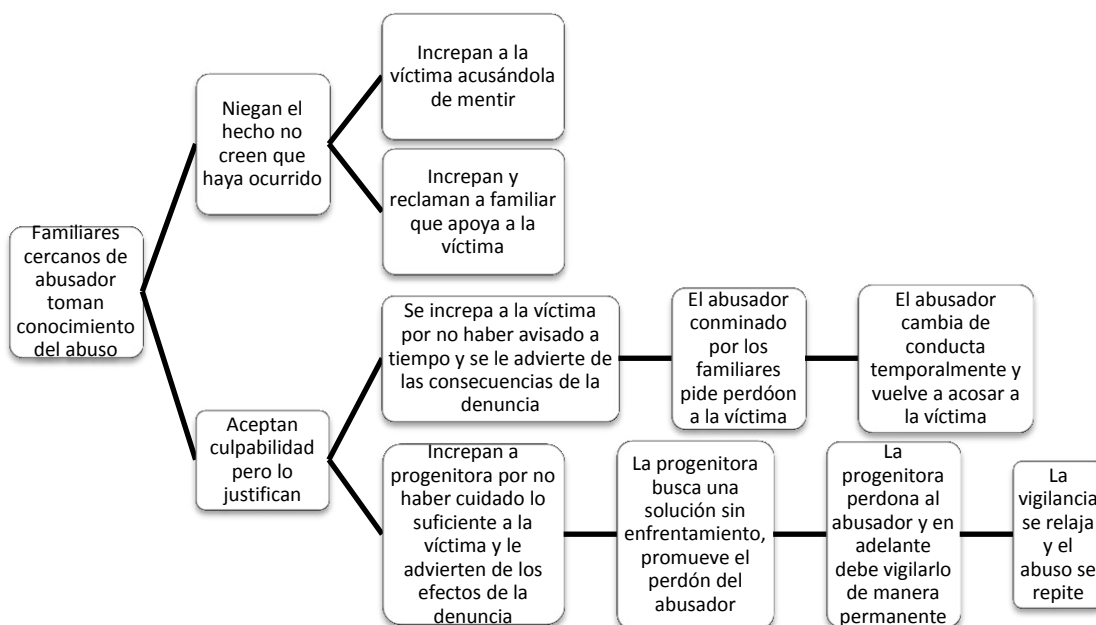 Familiares
cercanos de
abusador
toman
conocimiento
del abuso
Niegan el
hecho no
creen que
haya ocurrido
Increpan a la
víctima acusándola
de mentir
Increpan y
reclaman a familiar
que apoya a la
víctima
Aceptan
culpabilidad
pero lo
justifican
Se increpa a la víctima
por no haber avisado a
tiempo y se le advierte de
las consecuencias de la
denuncia
El abusador
conminado
por los
familiares
pide perdóon
a la víctima
El abusador
cambia de
conducta
temporalmente y
vuelve a acosar a
la víctima
Increpan a
progenitora por no
haber cuidado lo
suficiente a la
víctima y le
advierten de los
efectos de la
denuncia
La progenitora
busca una
solución sin
enfrentamiento,
promueve el
perdón del
abusador
La
progenitora
perdona al
abusador y en
adelante
debe vigilarlo
de manera
permanente
La
vigilancia
se relaja
y el
abuso se
repite